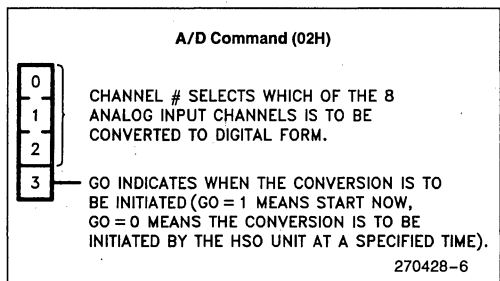 A/D Command (02H)
0
1
2
CHANNEL # SELECTS WHICH OF THE 8
ANALOG INPUT CHANNELS IS TO BE
CONVERTED TO DIGITAL FORM.
3
GO INDICATES WHEN THE CONVERSION IS TO
BE INITIATED (GO = 1 MEANS START NOW,
GO = 0 MEANS THE CONVERSION IS TO BE
INITIATED BY THE HSO UNIT AT A SPECIFIED TIME).
270428-6